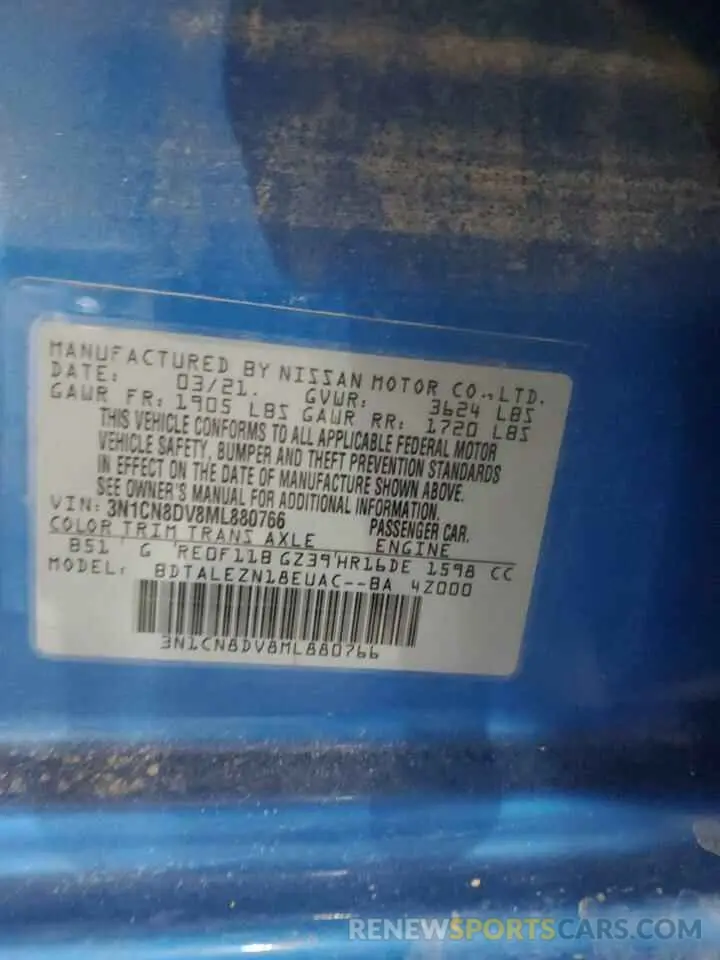 MANUFACTURED BY NISSAN MOTOR CO., LTD.
DATE: 03/21. GVWR: 3624 LBS
GAWR FR: 1905 LBS GAWR RR: 1720 LBS
THIS VEHICLE CONFORMS TO ALL APPLICABLE FEDERAL MOTOR
VEHICLE SAFETY, BUMPER AND THEFT PREVENTION STANDARDS
IN EFFECT ON THE DATE OF MANUFACTURE SHOWN ABOVE.
SEE OWNER'S MANUAL FOR ADDITIONAL INFORMATION.
VIN: 3N1CN8DV8ML880766 PASSENGER CAR.
COLOR TRIM TRANS AXLE ENGINE
B51 G RE0F11B GZ39 HR16DE 1598 CC
MODEL: BDTALEZN18EUAC--BA 4Z000
3N1CN8DV8ML880766
RENEWSPORTSCARS.COM